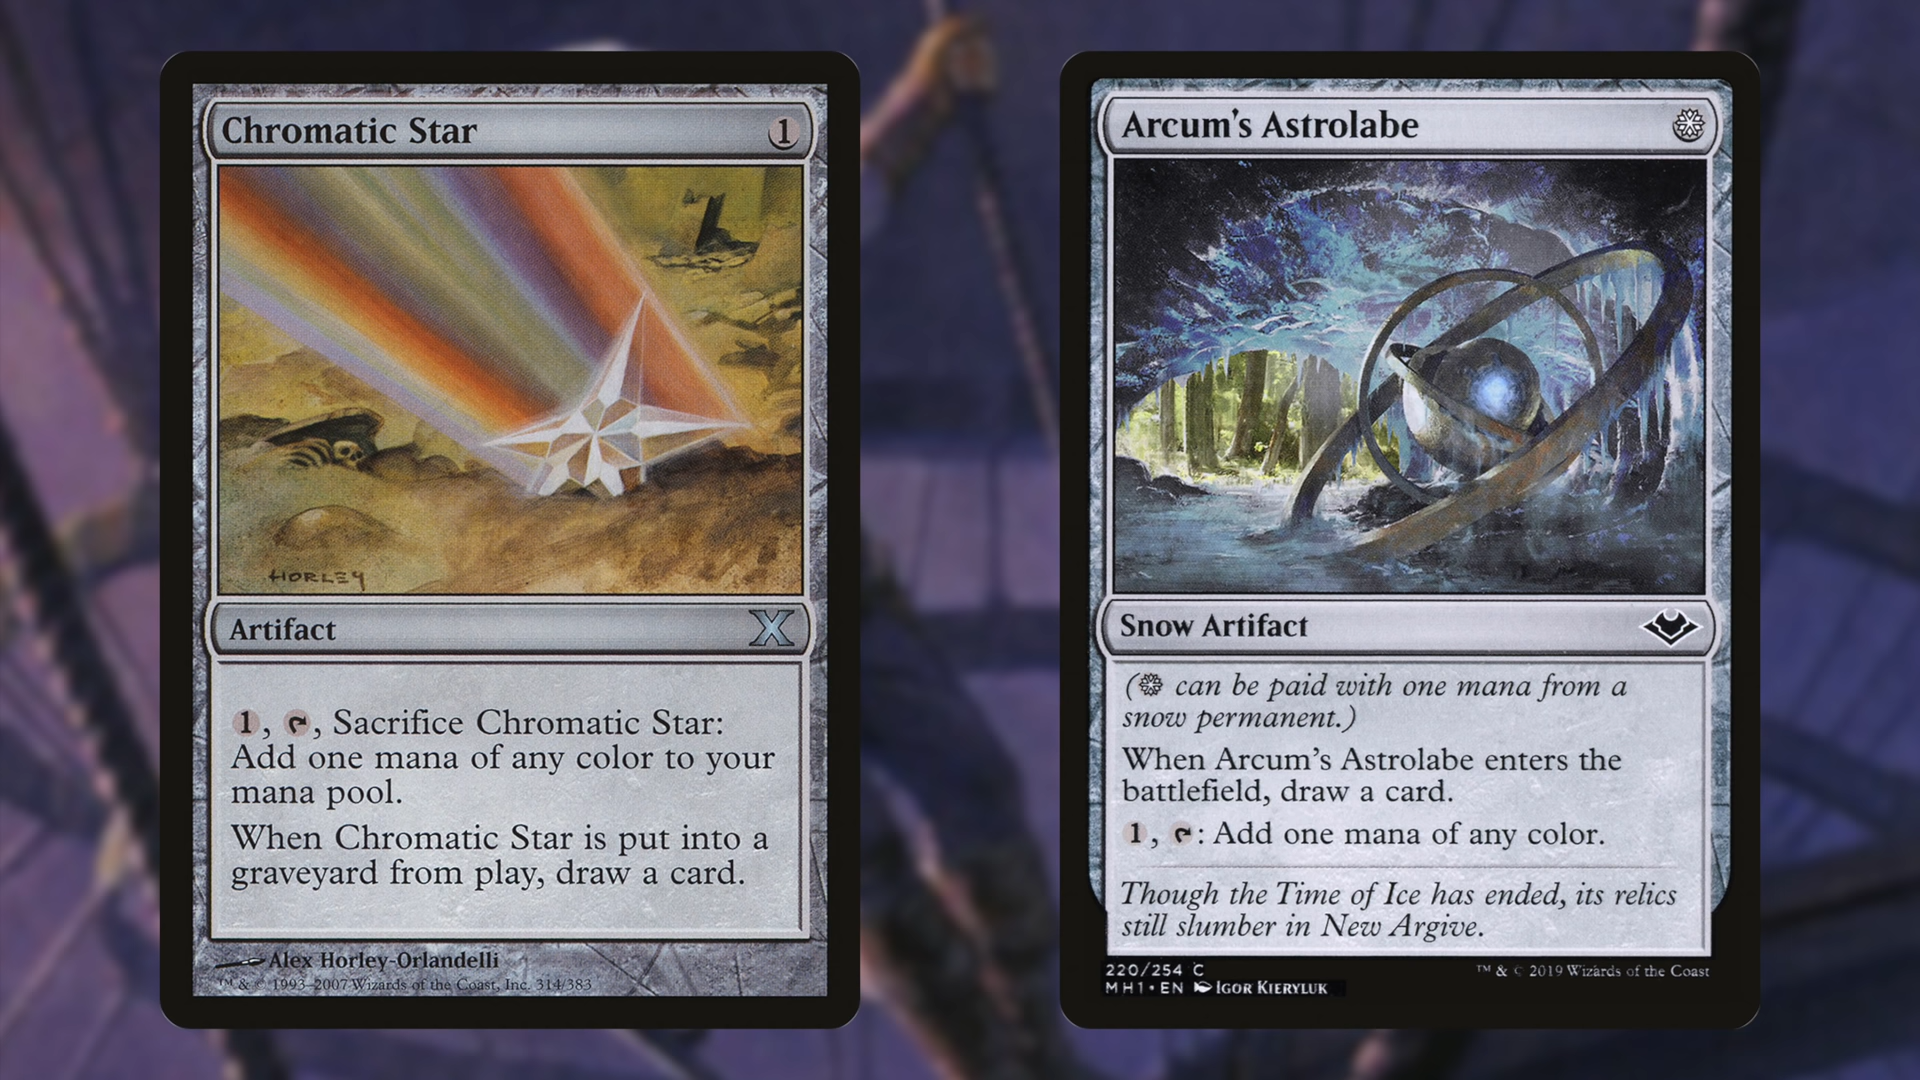 Chromatic Star
1
HORLEY
Artifact
1, , Sacrifice Chromatic Star:
Add one mana of any color to your
mana pool.
When Chromatic Star is put into a
graveyard from play, draw a card.
Alex Horley-Orlandelli
™ & © 1993–2007 Wizards of the Coast, Inc. 314/383
Arcum's Astrolabe
Snow Artifact
( can be paid with one mana from a
snow permanent.)
When Arcum's Astrolabe enters the
battlefield, draw a card.
1, : Add one mana of any color.
Though the Time of Ice has ended, its relics
still slumber in New Argive.
220/254 C
MH1 • EN Igor Kieryluk
™ & © 2019 Wizards of the Coast